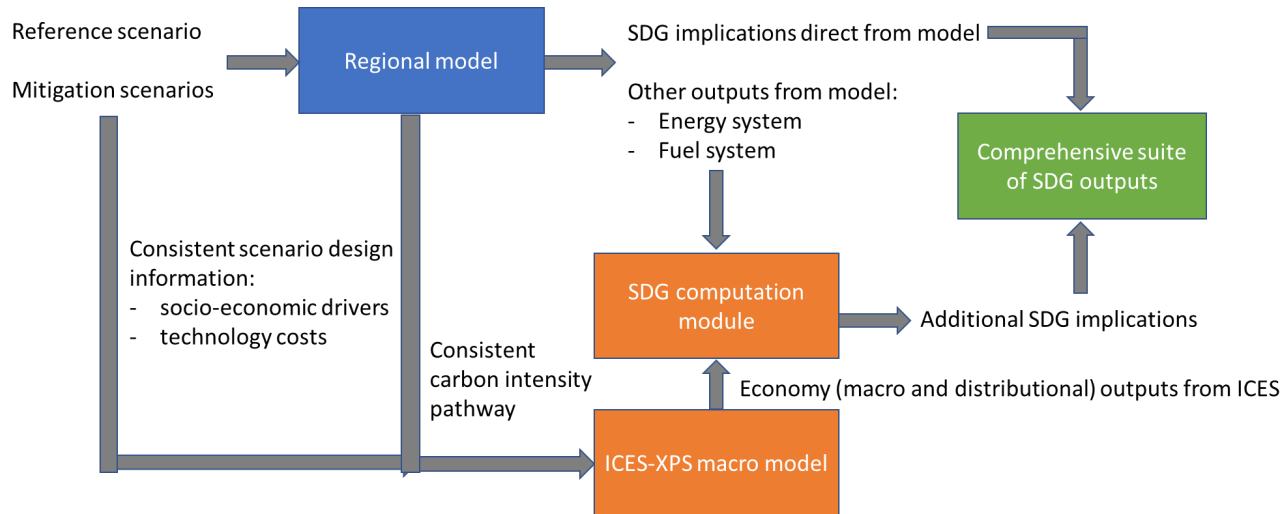 Reference scenario
Mitigation scenarios
Regional model
SDG implications direct from model
Other outputs from model:
- Energy system
- Fuel system
Comprehensive suite
of SDG outputs
Consistent scenario design
information:
- socio-economic drivers
- technology costs
Consistent
carbon intensity
pathway
SDG computation
module
Additional SDG implications
Economy (macro and distributional) outputs from ICES
ICES-XPS macro model